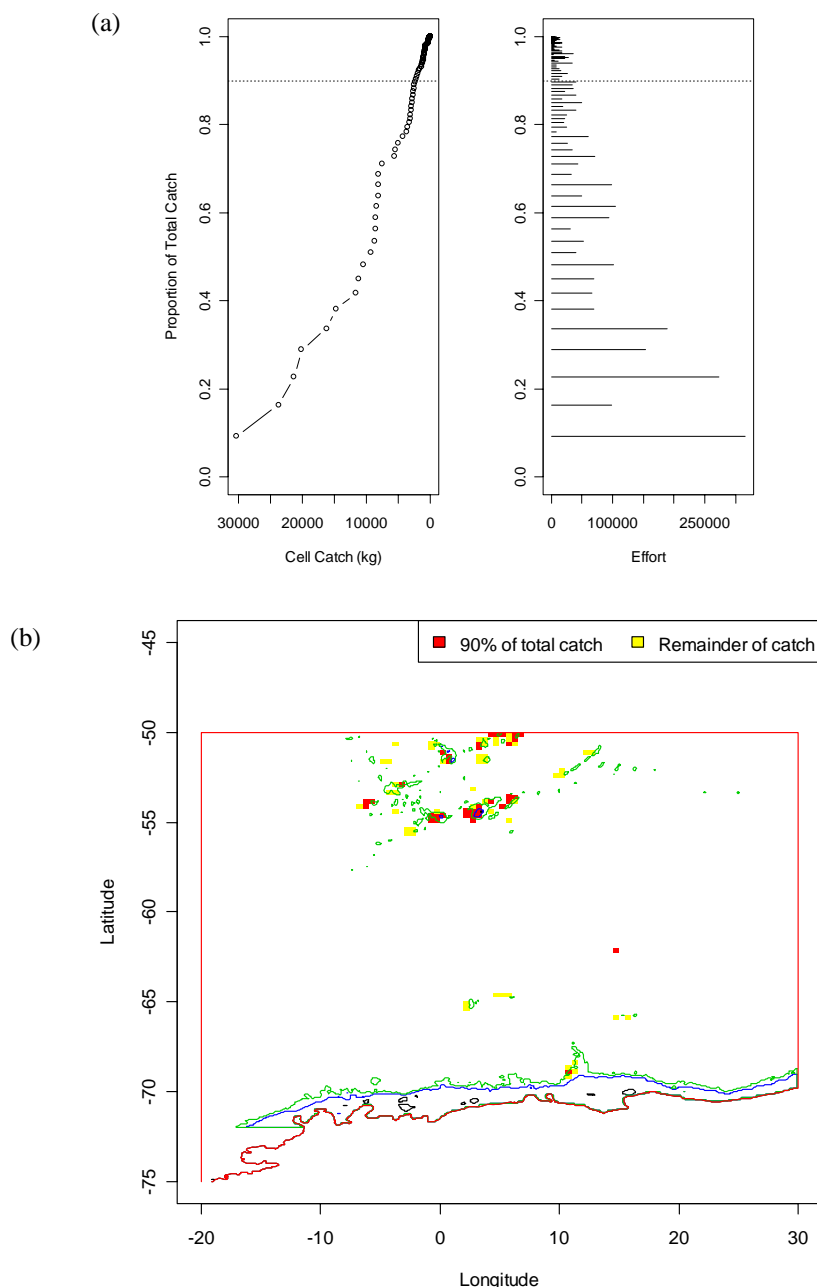 (a)
1.0
0.8
0.6
0.4
0.2
0.0
Proportion of Total Catch
30000 20000 10000 0
Cell Catch (kg)
1.0
0.8
0.6
0.4
0.2
0.0
0 100000 250000
Effort
(b)
90% of total catch Remainder of catch
-45
-50
-55
-60
-65
-70
-75
Latitude
-20 -10 0 10 20 30
Longitude